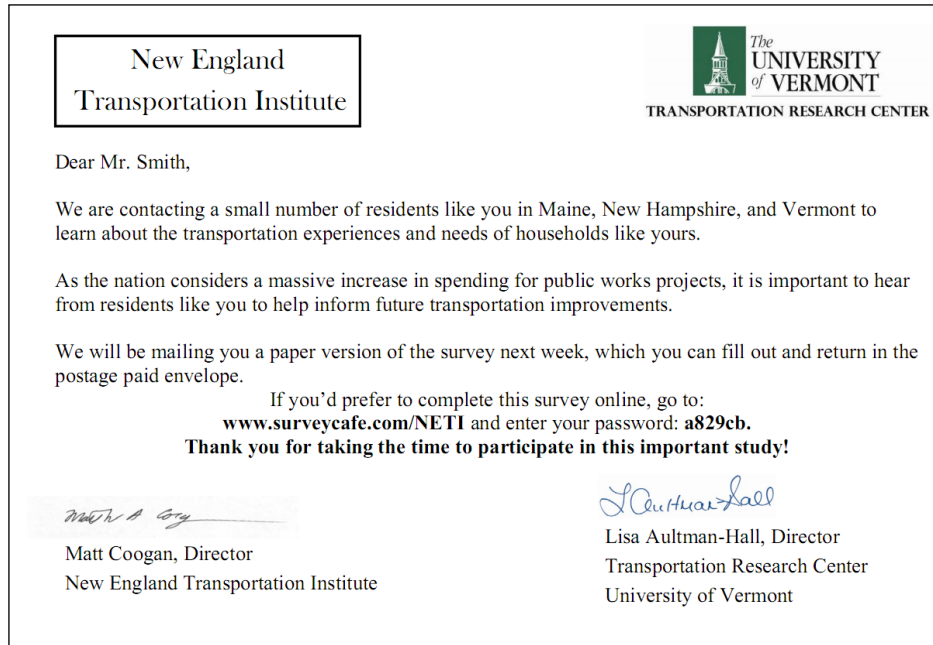 New England
Transportation Institute
The
UNIVERSITY
of VERMONT
TRANSPORTATION RESEARCH CENTER
Dear Mr. Smith,
We are contacting a small number of residents like you in Maine, New Hampshire, and Vermont to
learn about the transportation experiences and needs of households like yours.
As the nation considers a massive increase in spending for public works projects, it is important to hear
from residents like you to help inform future transportation improvements.
We will be mailing you a paper version of the survey next week, which you can fill out and return in the
postage paid envelope.
If you'd prefer to complete this survey online, go to:
www.surveycafe.com/NETI and enter your password: a829cb.
Thank you for taking the time to participate in this important study!
Matt Coogan, Director
New England Transportation Institute
L Aultman-Hall
Lisa Aultman-Hall, Director
Transportation Research Center
University of Vermont